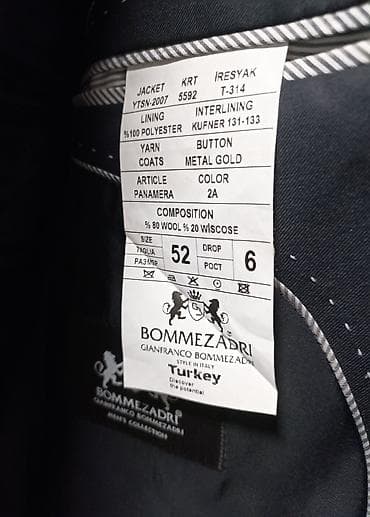 JACKET KRT İRESYAK
YTSN-2007 5592 T-314
LINING INTERLINING
%100 POLYESTER KUFNER 131-133
YARN BUTTON
COATS METAL GOLD
ARTICLE COLOR
PANAMERA 2A
COMPOSITION
% 80 WOOL % 20 WİSCOSE
SIZE
TAGLIA
РАЗМЕР
52
DROP
РОСТ
6
BOMMEZADRI
GIANFRANCO BOMMEZADRI
STYLE IN ITALY
Turkey
Discover
the potential
BOMMEZADRI
GIANFRANCO BOMMEZADRI
MEN'S COLLECTION